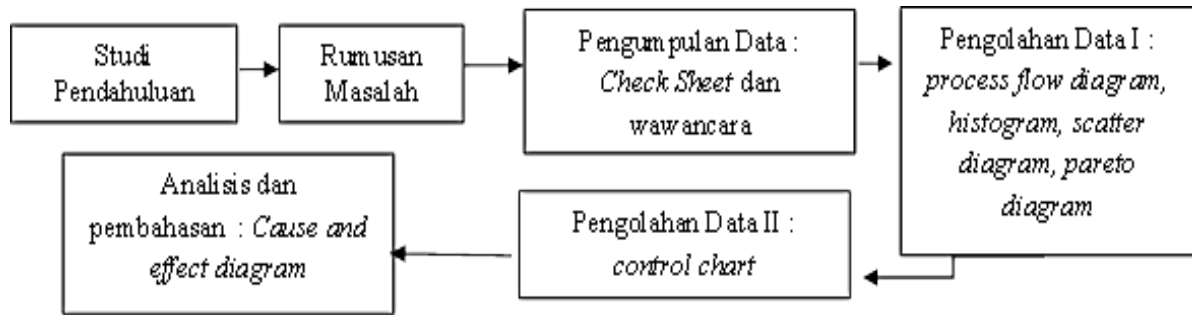 Studi
Pendahuluan
Rumusan
Masalah
Pengumpulan Data :
Check Sheet dan
wawancara
Pengolahan Data I :
process flow diagram,
histogram, scatter
diagram, pareto
diagram
Pengolahan Data II :
control chart
Analisis dan
pembahasan : Cause and
effect diagram